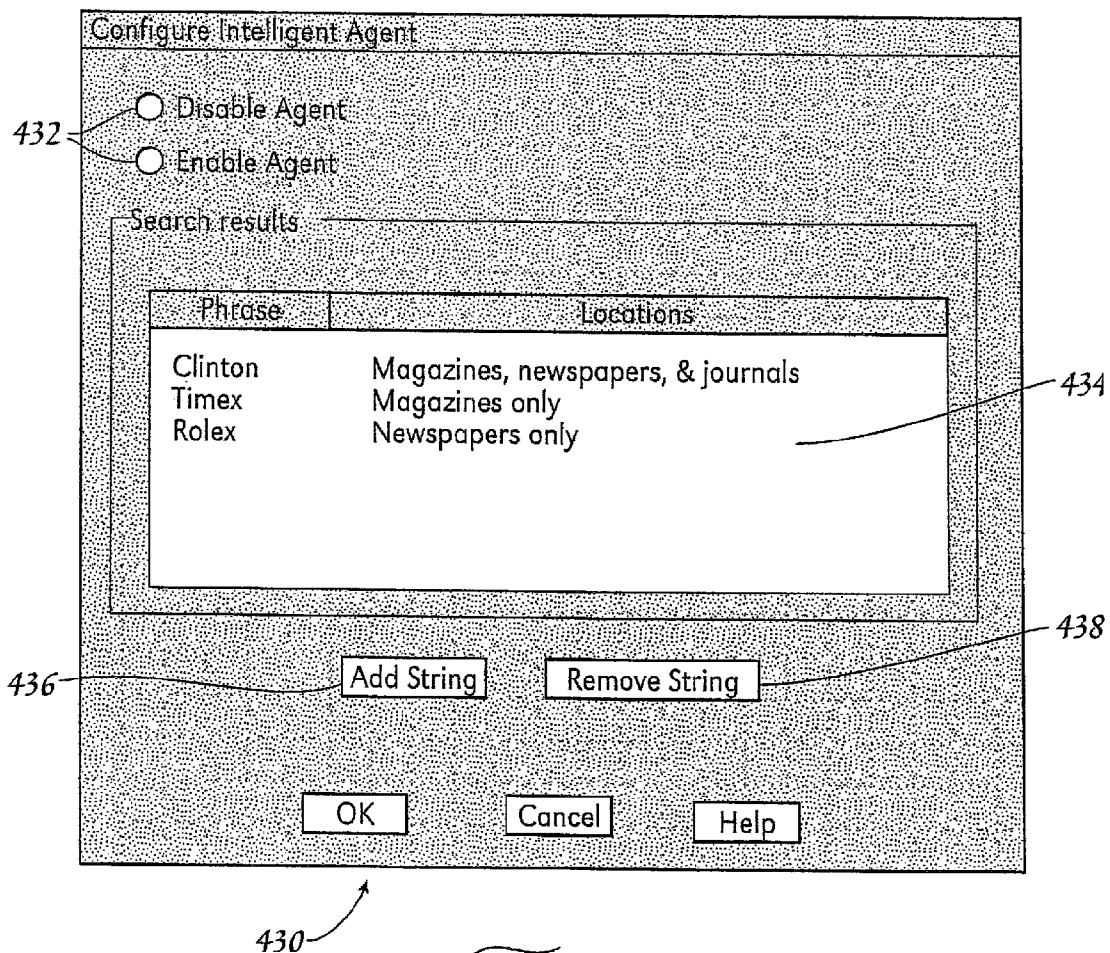 Configure Intelligent Agent
Disable Agent
432
Enable Agent
Search results
Phrase Locations
Clinton Magazines, newspapers, & journals
434
Timex Magazines only
Rolex Newspapers only
438
436 Add String Remove String
OK Cancel Help
430